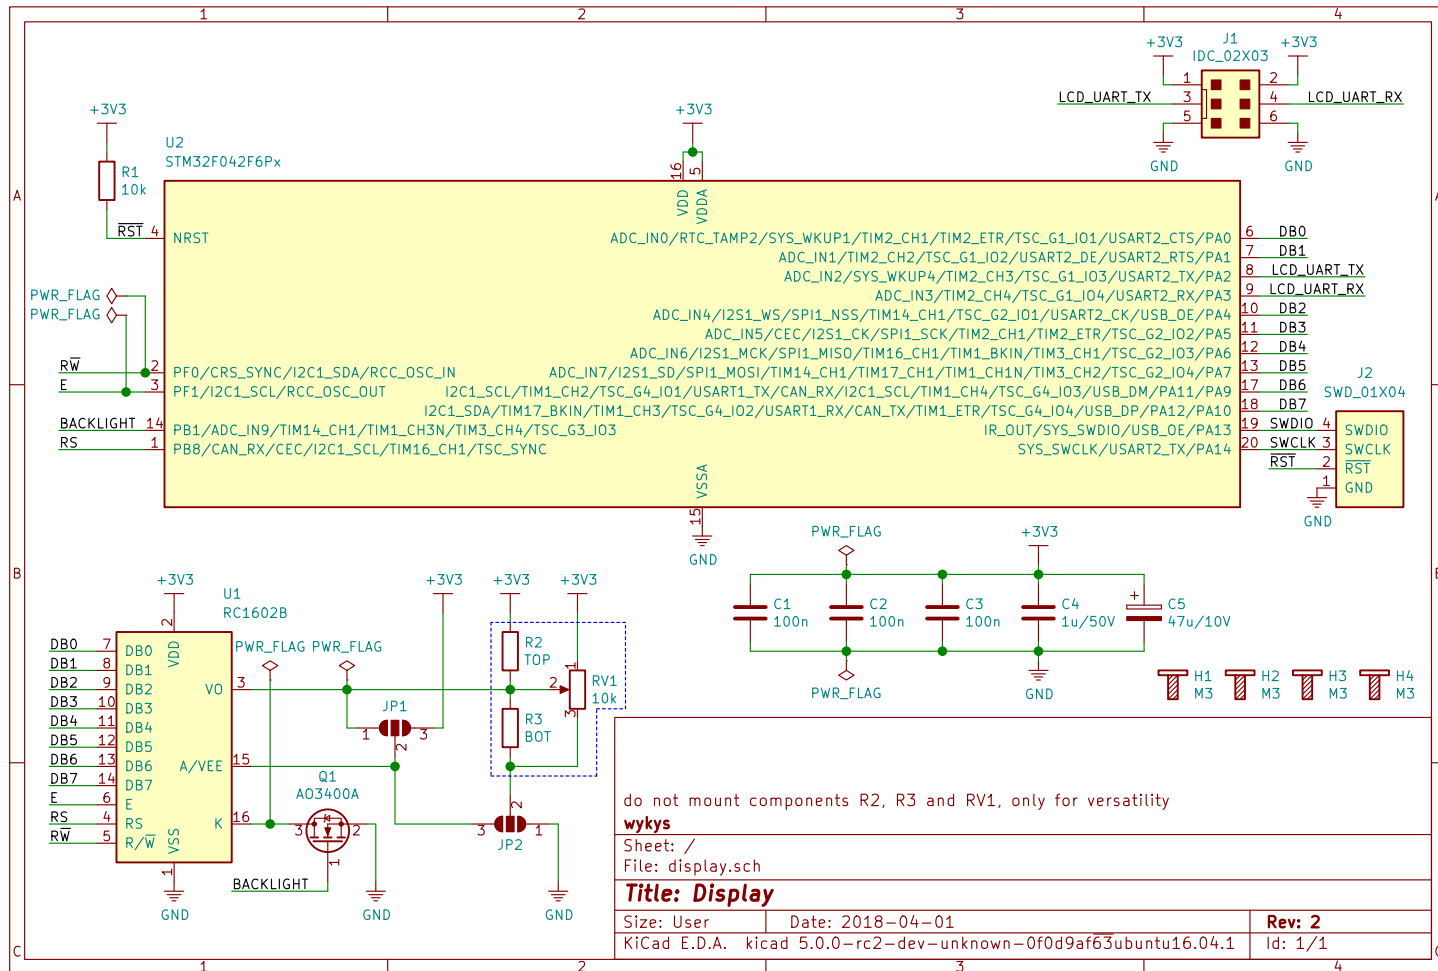 1 2 3 4
+3V3 J1 +3V3
IDC_02X03
1 2
LCD_UART_TX 3 4 LCD_UART_RX
5 6
GND GND
+3V3 +3V3
U2
STM32F042F6Px
R1
10k
16 5
VDD VDDA
A
RST 4 NRST
ADC_IN0/RTC_TAMP2/SYS_WKUP1/TIM2_CH1/TIM2_ETR/TSC_G1_IO1/USART2_CTS/PA0 6 DB0
ADC_IN1/TIM2_CH2/TSC_G1_IO2/USART2_DE/USART2_RTS/PA1 7 DB1
ADC_IN2/SYS_WKUP4/TIM2_CH3/TSC_G1_IO3/USART2_TX/PA2 8 LCD_UART_TX
ADC_IN3/TIM2_CH4/TSC_G1_IO4/USART2_RX/PA3 9 LCD_UART_RX
ADC_IN4/I2S1_WS/SPI1_NSS/TIM14_CH1/TSC_G2_IO1/USART2_CK/USB_OE/PA4 10 DB2
ADC_IN5/CEC/I2S1_CK/SPI1_SCK/TIM2_CH1/TIM2_ETR/TSC_G2_IO2/PA5 11 DB3
ADC_IN6/I2S1_MCK/SPI1_MISO/TIM16_CH1/TIM1_BKIN/TIM3_CH1/TSC_G2_IO3/PA6 12 DB4
ADC_IN7/I2S1_SD/SPI1_MOSI/TIM14_CH1/TIM17_CH1/TIM1_CH1N/TIM3_CH2/TSC_G2_IO4/PA7 13 DB5
I2C1_SCL/TIM1_CH2/TSC_G4_IO1/USART1_TX/CAN_RX/I2C1_SCL/TIM1_CH4/TSC_G4_IO3/USB_DM/PA11/PA9 17 DB6
I2C1_SDA/TIM17_BKIN/TIM1_CH3/TSC_G4_IO2/USART1_RX/CAN_TX/TIM1_ETR/TSC_G4_IO4/USB_DP/PA12/PA10 18 DB7
IR_OUT/SYS_SWDIO/USB_OE/PA13 19 SWDIO
SYS_SWCLK/USART2_TX/PA14 20 SWCLK
RST
PWR_FLAG
PWR_FLAG
RW 2 PF0/CRS_SYNC/I2C1_SDA/RCC_OSC_IN
E 3 PF1/I2C1_SCL/RCC_OSC_OUT
BACKLIGHT 14 PB1/ADC_IN9/TIM14_CH1/TIM1_CH3N/TIM3_CH4/TSC_G3_IO3
RS 1 PB8/CAN_RX/CEC/I2C1_SCL/TIM16_CH1/TSC_SYNC
J2
SWD_01X04
4 SWDIO
3 SWCLK
2 RST
1 GND
GND
VSSA
15
GND
B
PWR_FLAG +3V3
C1 100n
C2 100n
C3 100n
C4 1u/50V
+ C5 47u/10V
PWR_FLAG GND
H1 M3
H2 M3
H3 M3
H4 M3
+3V3 +3V3 +3V3 +3V3
U1
RC1602B
2
VDD
PWR_FLAG PWR_FLAG
DB0 7 DB0
DB1 8 DB1
DB2 9 DB2
DB3 10 DB3
DB4 11 DB4
DB5 12 DB5
DB6 13 DB6
DB7 14 DB7
E 6 E
RS 4 RS
RW 5 R/W
VO 3
A/VEE 15
K 16
VSS
1
GND
R2
TOP
R3
BOT
1
2
3
RV1
10k
JP1
1 2 3
Q1
AO3400A
3 2
1
BACKLIGHT
GND
2
3 1
JP2
GND
do not mount components R2, R3 and RV1, only for versatility
wykys
Sheet: /
File: display.sch
Title: Display
Size: User Date: 2018-04-01 Rev: 2
KiCad E.D.A. kicad 5.0.0-rc2-dev-unknown-0f0d9af63ubuntu16.04.1 Id: 1/1
C
1 2 3 4